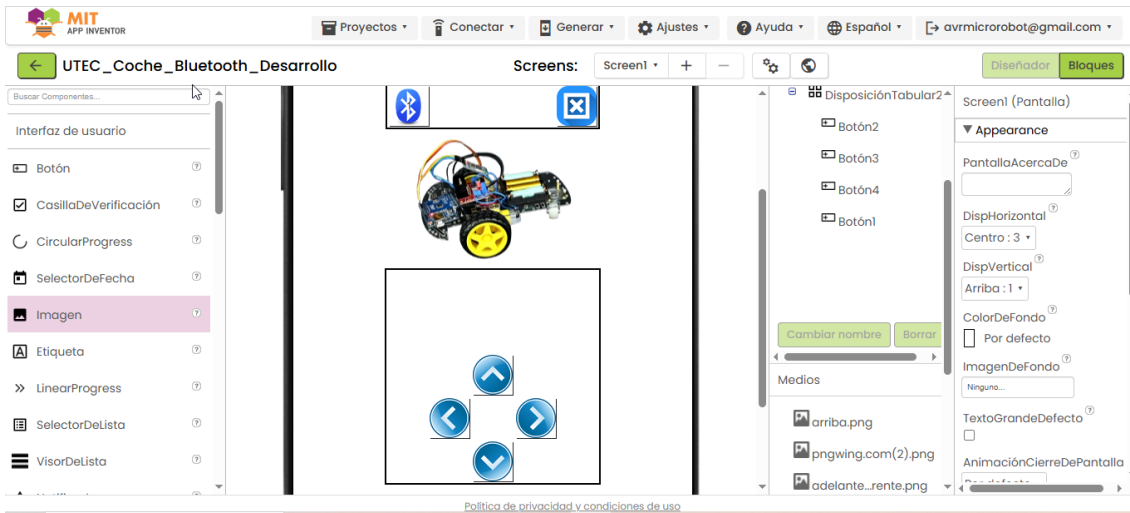 MIT
APP INVENTOR
Proyectos
Conectar
Generar
Ajustes
Ayuda
Español
avrmicrorobot@gmail.com
UTEC_Coche_Bluetooth_Desarrollo
Screens:
Screen1
Diseñador
Bloques
Buscar Componentes...
Interfaz de usuario
Botón
CasillaDeVerificación
CircularProgress
SelectorDeFecha
Imagen
Etiqueta
LinearProgress
SelectorDeLista
VisorDeLista
DisposiciónTabular2
Botón2
Botón3
Botón4
Botón1
Cambiar nombre
Borrar
Medios
arriba.png
pngwing.com(2).png
adelante...rente.png
Screen1 (Pantalla)
Appearance
PantallaAcercaDe
DispHorizontal
Centro : 3
DispVertical
Arriba : 1
ColorDeFondo
Por defecto
ImagenDeFondo
Ninguno...
TextoGrandeDefecto
AnimaciónCierreDePantalla
Política de privacidad y condiciones de uso